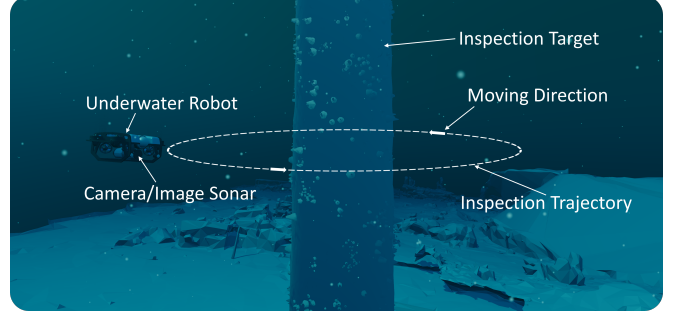 Inspection Target
Moving Direction
Underwater Robot
Camera/Image Sonar
Inspection Trajectory